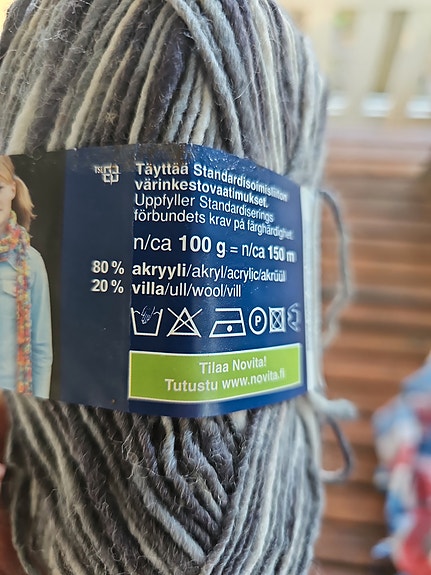 Täyttää Standardisoimisliiton
värinkestovaatimukset.
Uppfyller Standardiserings
förbundets krav på färghärdighet.
n/ca 100 g = n/ca 150 m
80 % akryyli/akryl/acrylic/akrüül
20 % villa/ull/wool/vill
P
Tilaa Novita!
Tutustu www.novita.fi